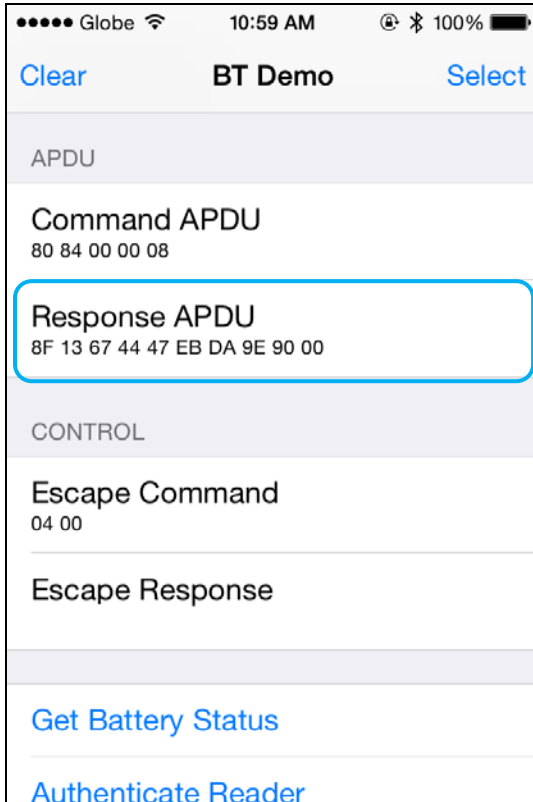 Globe 10:59 AM 100%
Clear BT Demo Select
APDU
Command APDU
80 84 00 00 08
Response APDU
8F 13 67 44 47 EB DA 9E 90 00
CONTROL
Escape Command
04 00
Escape Response
Get Battery Status
Authenticate Reader